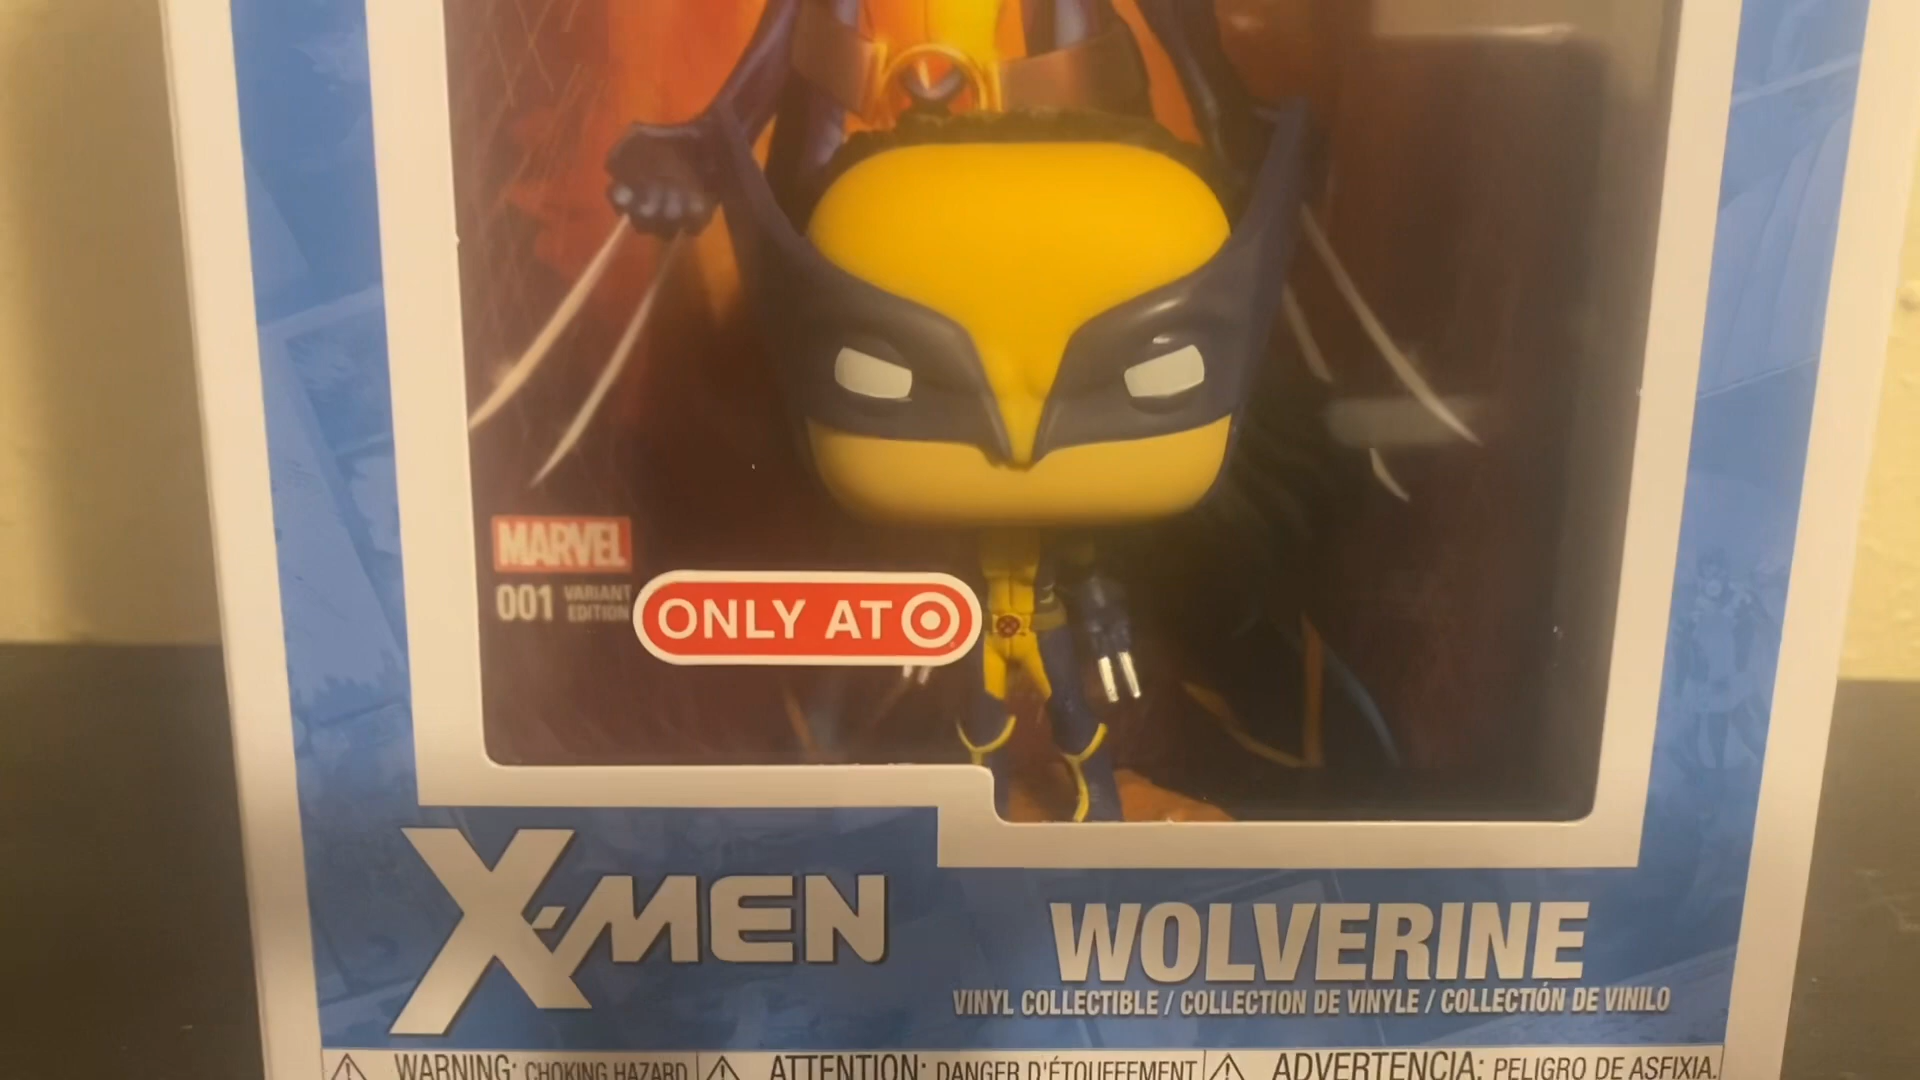 MARVEL
001 VARIANT EDITION
ONLY AT
X-MEN
WOLVERINE
VINYL COLLECTIBLE / COLLECTION DE VINYLE / COLLECTIÓN DE VINILO
WARNING: CHOKING HAZARD
ATTENTION: DANGER D'ÉTOUFFEMENT
ADVERTENCIA: PELIGRO DE ASFIXIA.